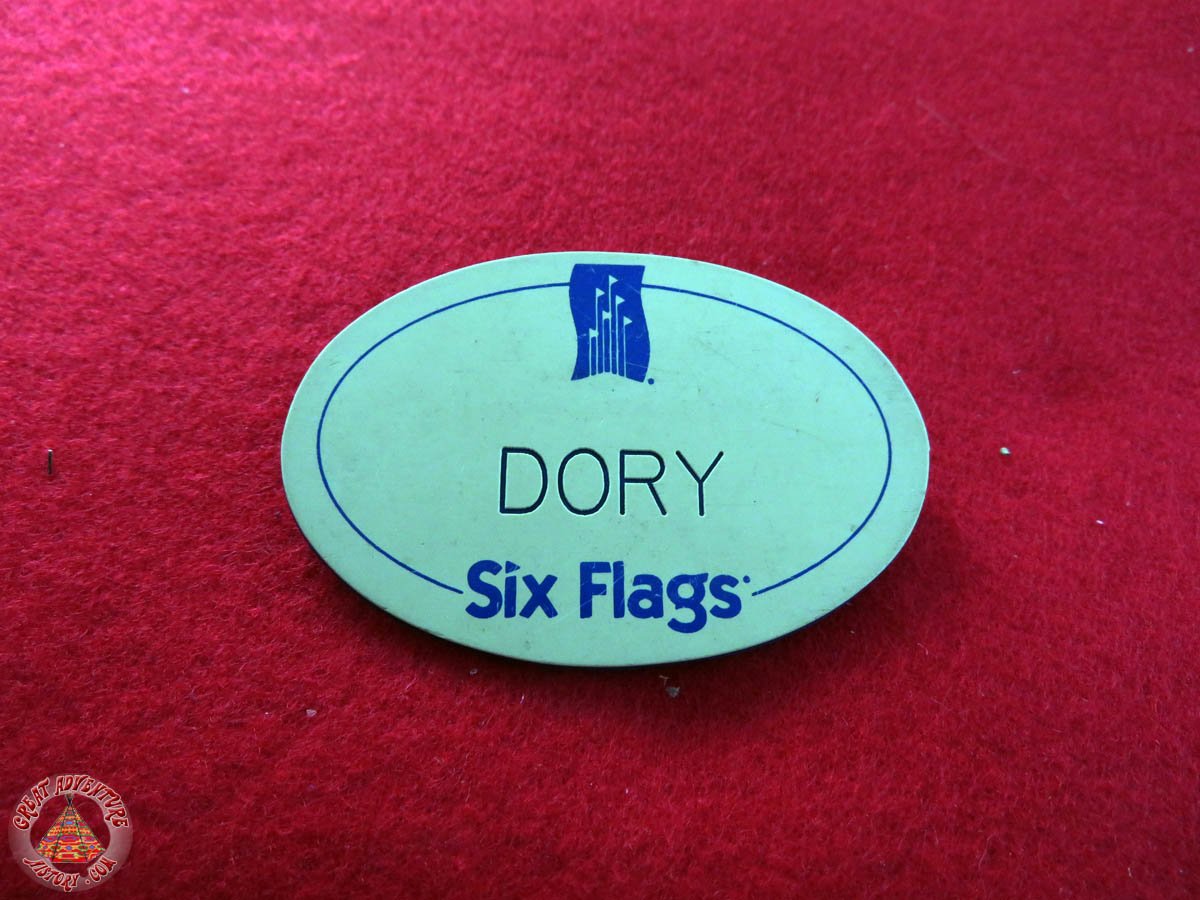 DORY
Six Flags
GREAT ADVENTURE
HISTORY.COM